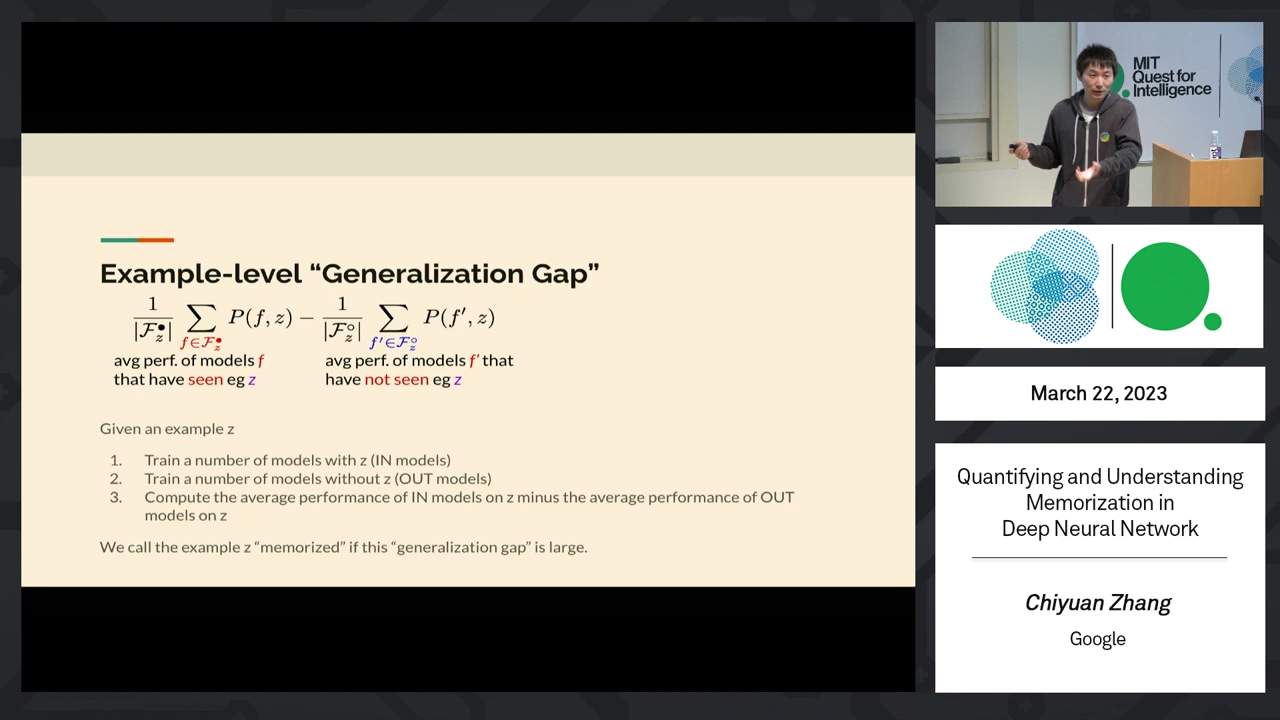 Example-level “Generalization Gap”
1/|ℱ_z^●| ∑_{f∈ℱ_z^●} P(f, z) − 1/|ℱ_z^○| ∑_{f′∈ℱ_z^○} P(f′, z)
avg perf. of models f
that have seen eg z
avg perf. of models f’ that
have not seen eg z
Given an example z
1. Train a number of models with z (IN models)
2. Train a number of models without z (OUT models)
3. Compute the average performance of IN models on z minus the average performance of OUT
models on z
We call the example z “memorized” if this “generalization gap” is large.
MIT
Quest for
Intelligence
March 22, 2023
Quantifying and Understanding
Memorization in
Deep Neural Network
Chiyuan Zhang
Google